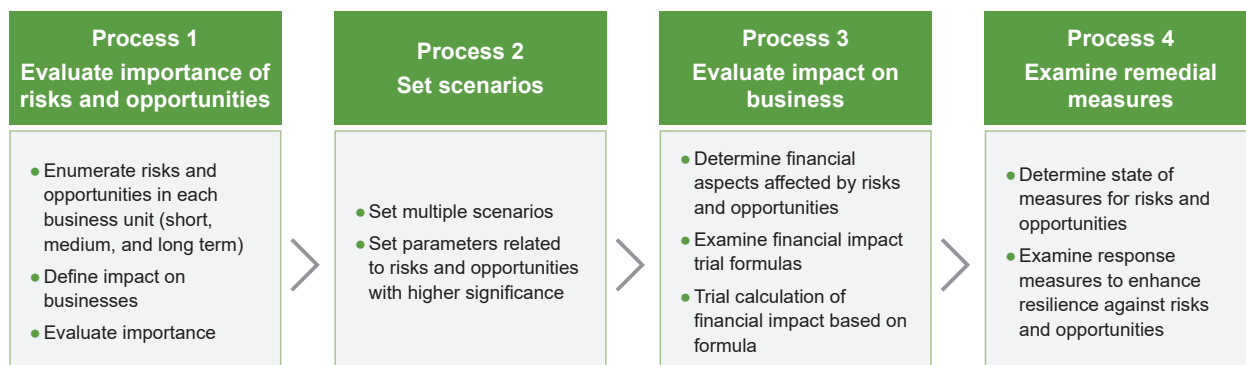 Process 1
Evaluate importance of
risks and opportunities
● Enumerate risks and
opportunities in each
business unit (short,
medium, and long term)
● Define impact on
businesses
● Evaluate importance
Process 2
Set scenarios
● Set multiple scenarios
● Set parameters related
to risks and opportunities
with higher significance
Process 3
Evaluate impact on
business
● Determine financial
aspects affected by risks
and opportunities
● Examine financial impact
trial formulas
● Trial calculation of
financial impact based on
formula
Process 4
Examine remedial
measures
● Determine state of
measures for risks and
opportunities
● Examine response
measures to enhance
resilience against risks
and opportunities